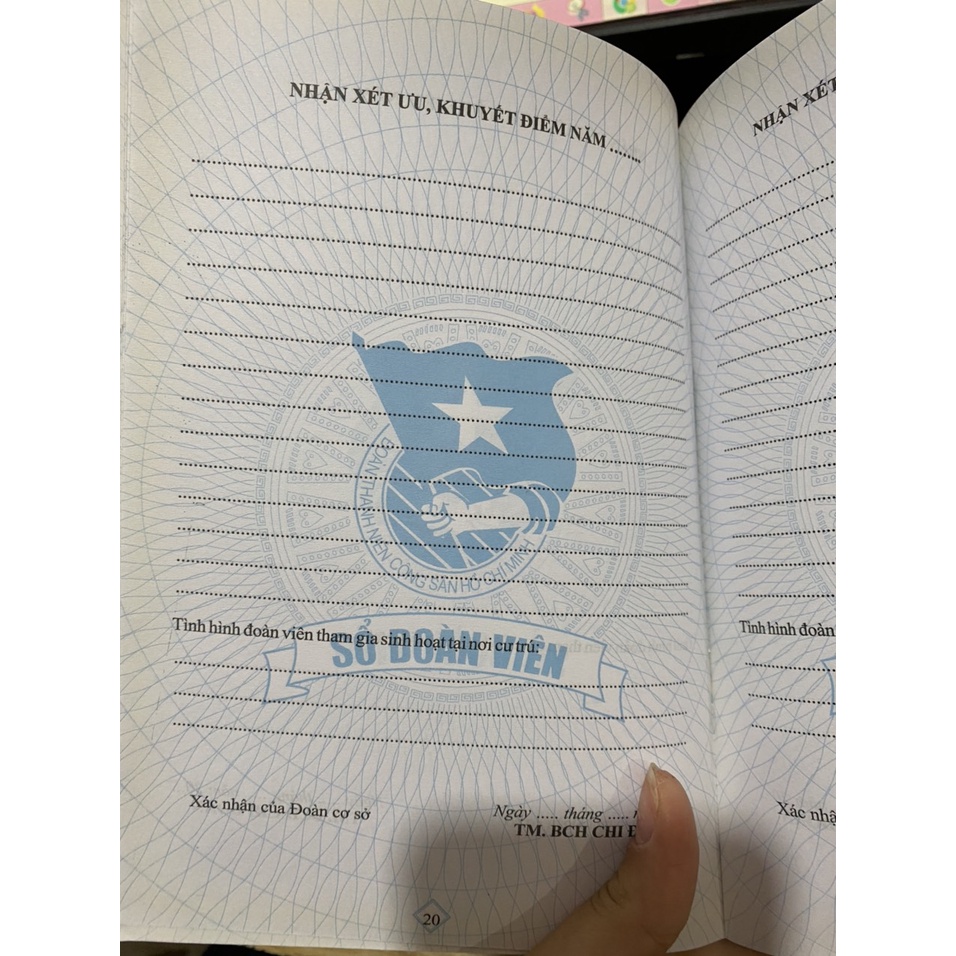 NHẬN XÉT ƯU, KHUYẾT ĐIỂM NĂM ........
ĐOÀN THANH NIÊN CỘNG SẢN HỒ CHÍ MINH
SỔ ĐOÀN VIÊN
Tình hình đoàn viên tham gia sinh hoạt tại nơi cư trú:
Xác nhận của Đoàn cơ sở
Ngày ..... tháng .....
TM. BCH CHI
20
NHẬN XÉT
Tình hình đoàn
Xác nhận